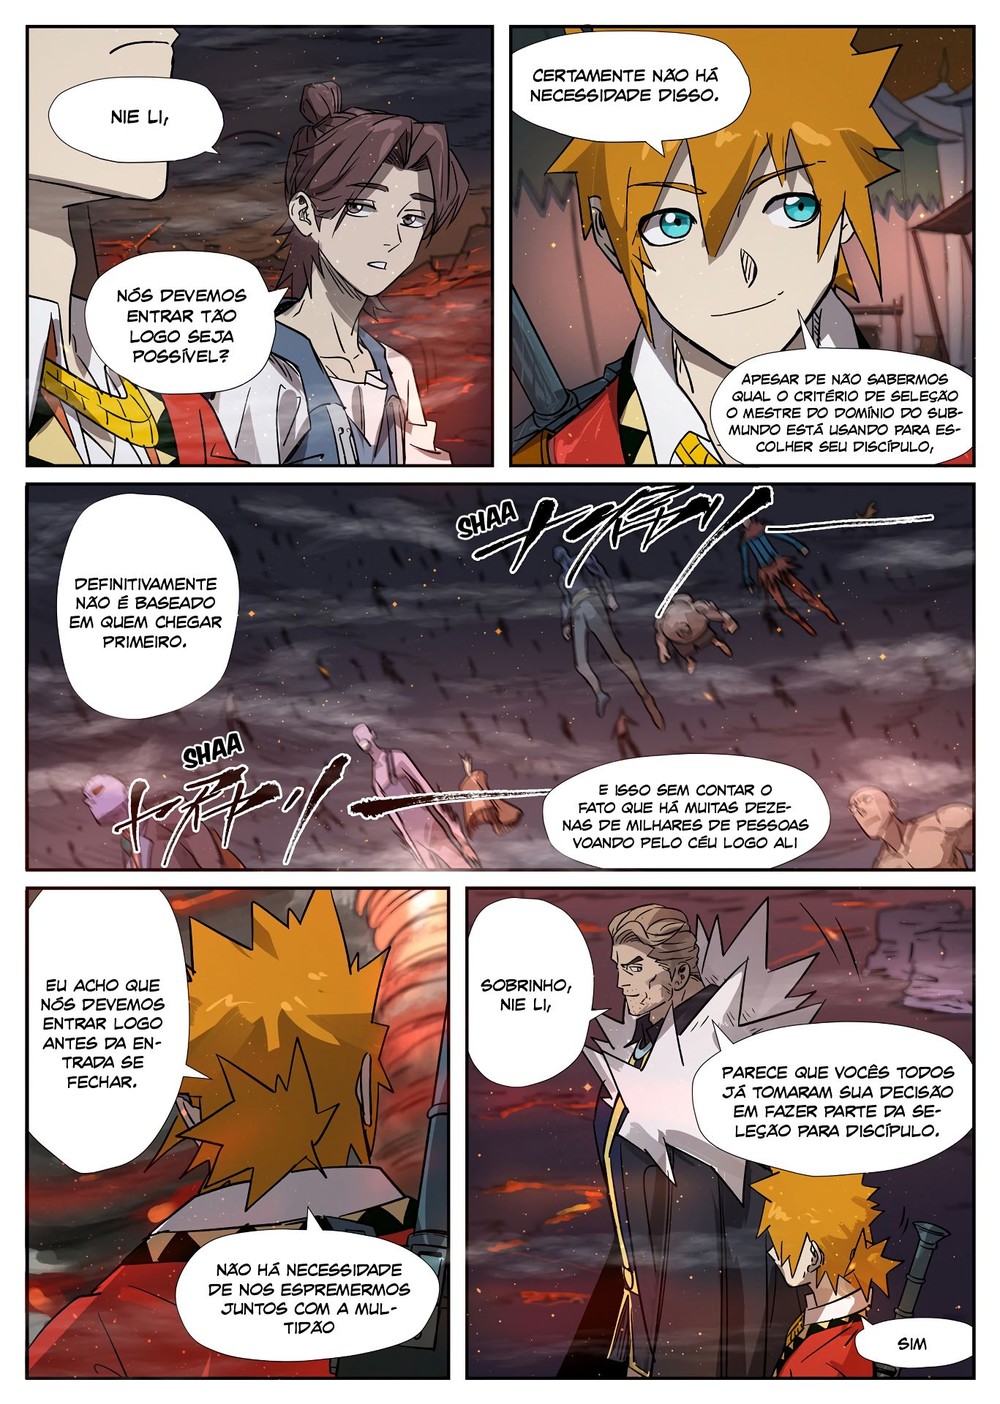 NIE LI,
NÓS DEVEMOS
ENTRAR TÃO
LOGO SEJA
POSSÍVEL?
CERTAMENTE NÃO HÁ
NECESSIDADE DISSO.
APESAR DE NÃO SABERMOS
QUAL O CRITÉRIO DE SELEÇÃO
O MESTRE DO DOMÍNIO DO SUB-
MUNDO ESTÁ USANDO PARA ES-
COLHER SEU DISCÍPULO,
SHAA
DEFINITIVAMENTE
NÃO É BASEADO
EM QUEM CHEGAR
PRIMEIRO.
SHAA
E ISSO SEM CONTAR O
FATO QUE HÁ MUITAS DEZE-
NAS DE MILHARES DE PESSOAS
VOANDO PELO CÉU LOGO ALI
EU ACHO QUE
NÓS DEVEMOS
ENTRAR LOGO
ANTES DA EN-
TRADA SE
FECHAR.
NÃO HÁ NECESSIDADE
DE NOS ESPREMERMOS
JUNTOS COM A MUL-
TIDÃO
SOBRINHO,
NIE LI,
PARECE QUE VOCÊS TODOS
JÁ TOMARAM SUA DECISÃO
EM FAZER PARTE DA SE-
LEÇÃO PARA DISCÍPULO.
SIM